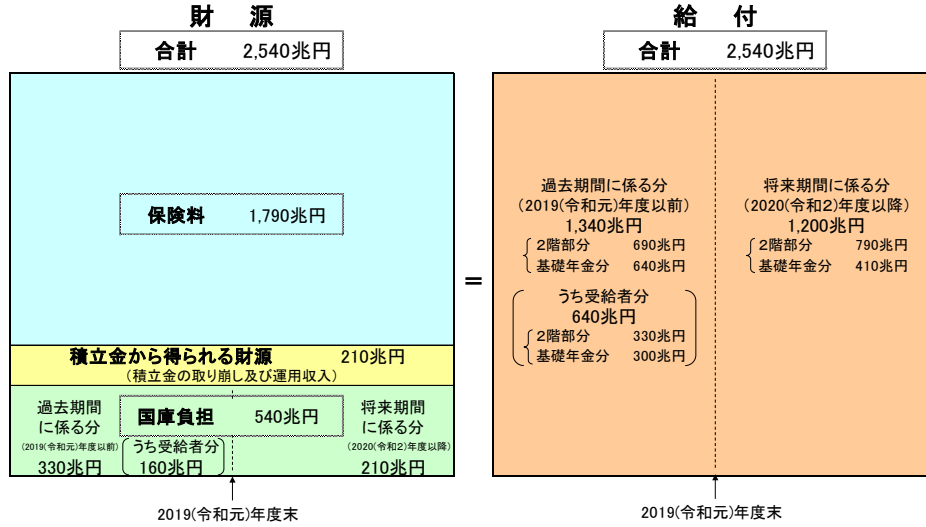 財　源
合計　2,540兆円
保険料　1,790兆円
積立金から得られる財源　210兆円
(積立金の取り崩し及び運用収入)
過去期間
に係る分
(2019(令和元)年度以前)
330兆円
国庫負担　540兆円
うち受給者分
160兆円
将来期間
に係る分
(2020(令和2)年度以降)
210兆円
2019(令和元)年度末
＝
給　付
合計　2,540兆円
過去期間に係る分
(2019(令和元)年度以前)
1,340兆円
2階部分　690兆円
基礎年金分　640兆円
うち受給者分
640兆円
2階部分　330兆円
基礎年金分　300兆円
将来期間に係る分
(2020(令和2)年度以降)
1,200兆円
2階部分　790兆円
基礎年金分　410兆円
2019(令和元)年度末